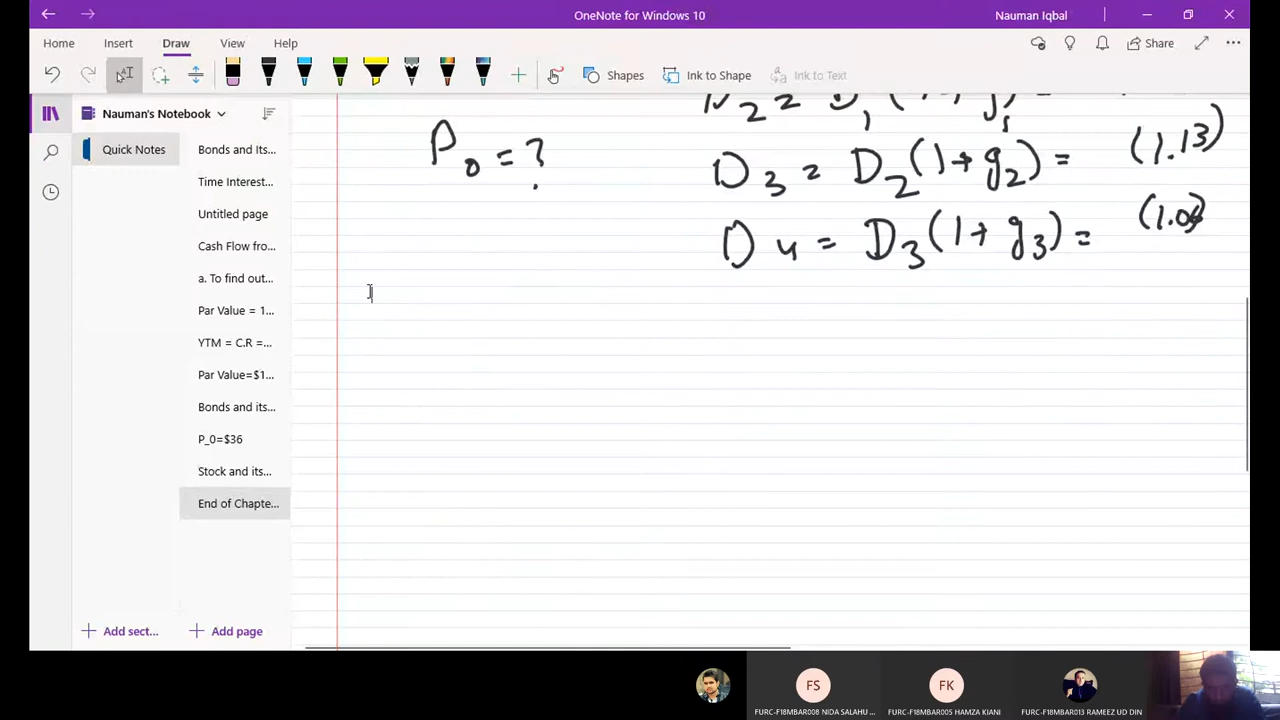 OneNote for Windows 10
Nauman Iqbal
Home Insert Draw View Help
Share
Shapes Ink to Shape Ink to Text
Nauman's Notebook
Quick Notes
Bonds and Its...
Time Interest...
Untitled page
Cash Flow fro...
a. To find out...
Par Value = 1...
YTM = C.R =...
Par Value=$1...
Bonds and its...
P_0=$36
Stock and its...
End of Chapte...
Add sect...
Add page
P₀ = ?
D₃ = D₂(1+g₂) = (1.13)
D₄ = D₃(1+g₃) =
FS
FK
FURC-F18MBAR008 NIDA SALAHU ...
FURC-F18MBAR005 HAMZA KIANI
FURC-F18MBAR013 RAMEEZ UD DIN